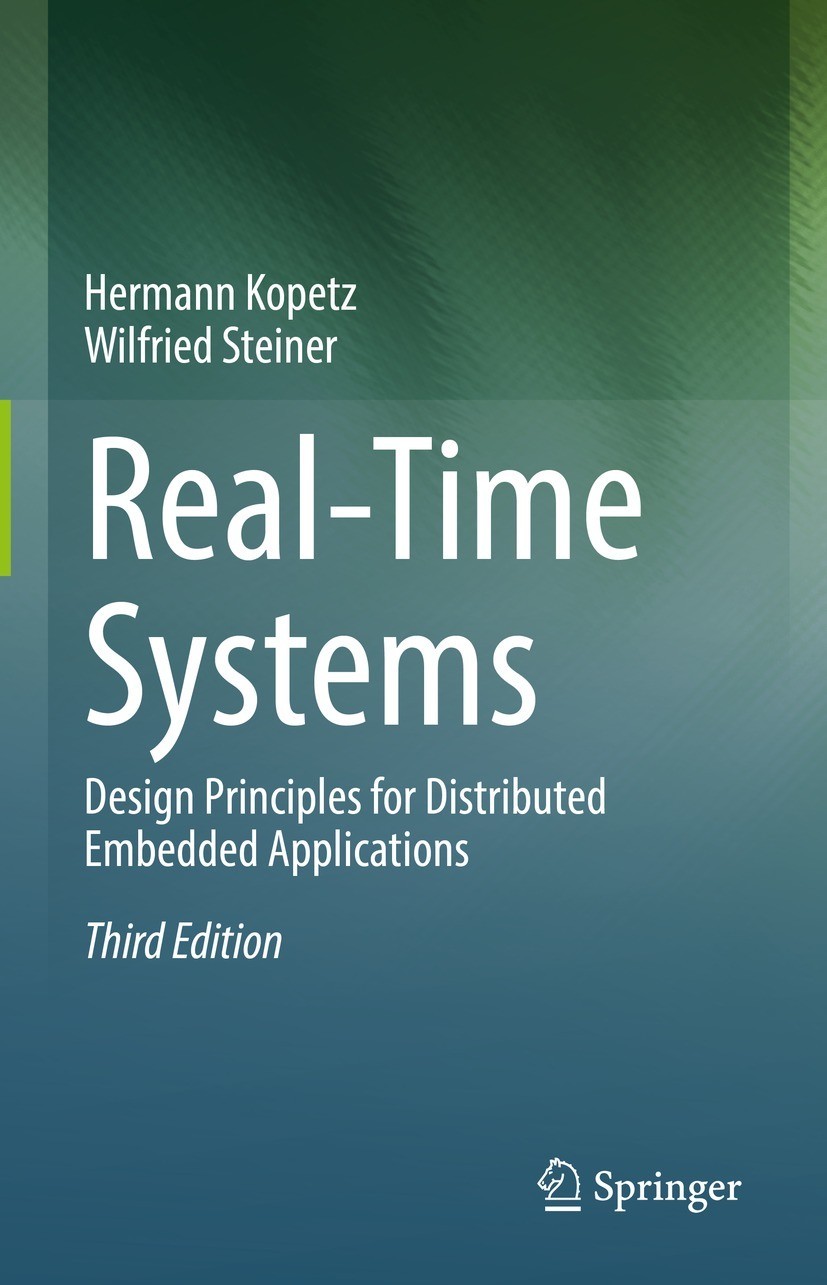 Hermann Kopetz
Wilfried Steiner
Real-Time
Systems
Design Principles for Distributed
Embedded Applications
Third Edition
Springer